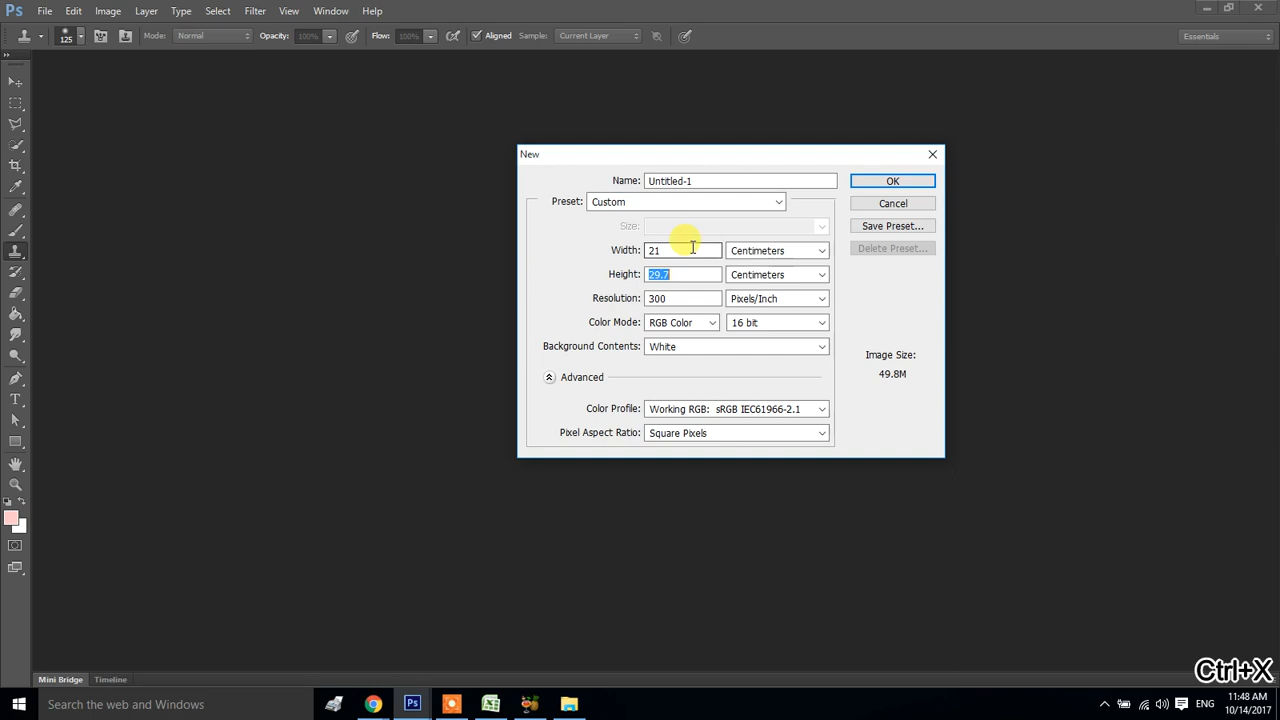 Ps File Edit Image Layer Type Select Filter View Window Help
125 Mode: Normal Opacity: 100% Flow: 100% Aligned Sample: Current Layer Essentials
New
Name: Untitled-1 OK
Preset: Custom Cancel
Size: Save Preset...
Width: 21 Centimeters Delete Preset...
Height: 29.7 Centimeters
Resolution: 300 Pixels/Inch
Color Mode: RGB Color 16 bit
Background Contents: White
Image Size:
49.8M
Advanced
Color Profile: Working RGB: sRGB IEC61966-2.1
Pixel Aspect Ratio: Square Pixels
Ctrl+X
Mini Bridge Timeline
Search the web and Windows Ps ENG 11:48 AM
10/14/2017